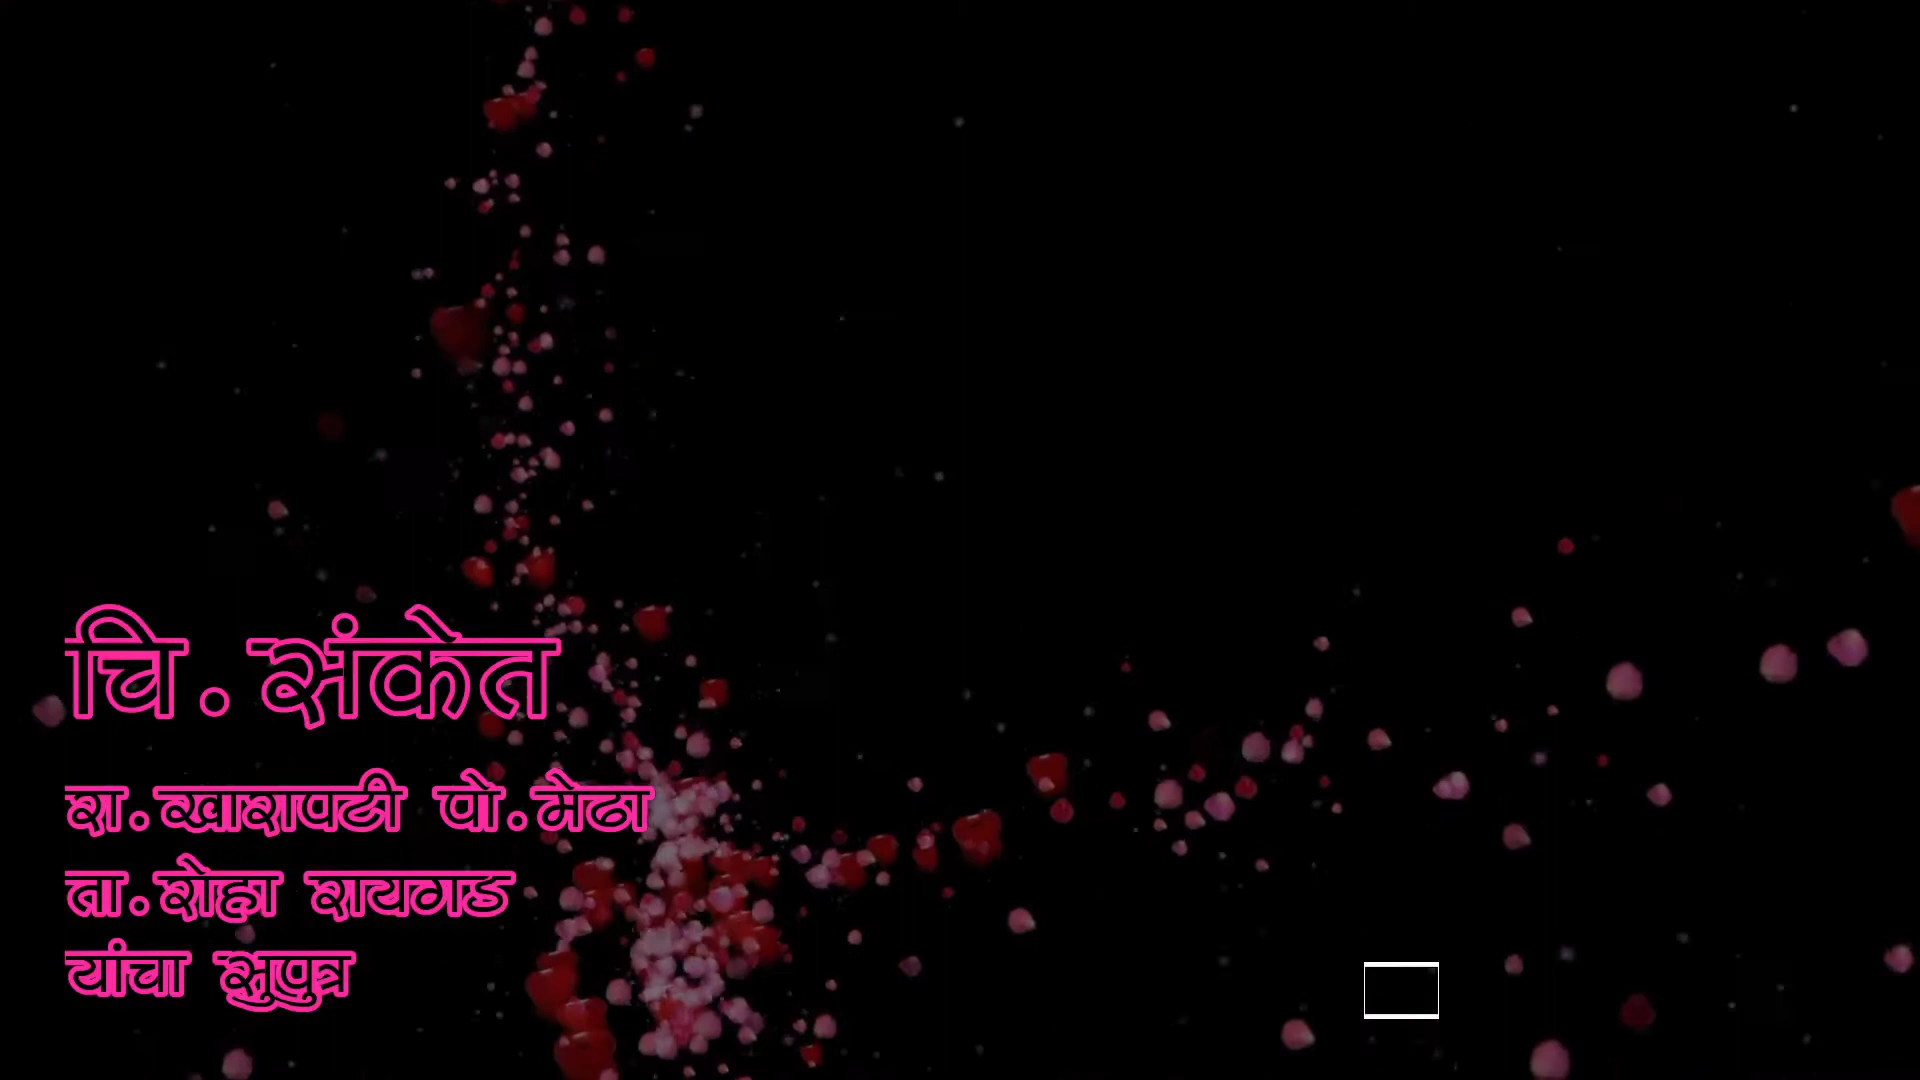 चि.संकेत
रा.खारापटी पो.मेढा
ता.रोहा रायगड
यांचा सुपुत्र